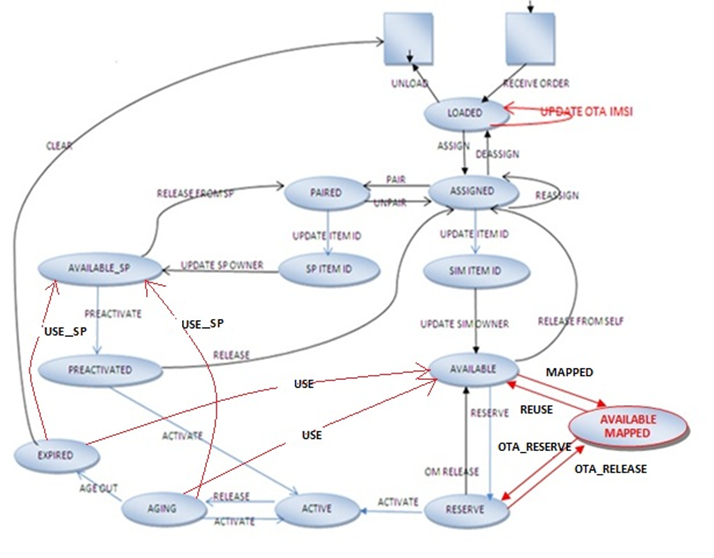 UNLOAD
RECEIVE ORDER
LOADED
UPDATE OTA IMSI
CLEAR
ASSIGN
DEASSIGN
RELEASE FROM SP
PAIRED
PAIR
UNPAIR
ASSIGNED
REASSIGN
UPDATE ITEM ID
UPDATE ITEM ID
AVAILABLE_SP
UPDATE SP OWNER
SP ITEM ID
SIM ITEM ID
PREACTIVATE
USE_SP
USE_SP
UPDATE SIM OWNER
RELEASE FROM SELF
RELEASE
PREACTIVATED
AVAILABLE
MAPPED
USE
REUSE
RESERVE
AVAILABLE
MAPPED
ACTIVATE
USE
OTA_RESERVE
EXPIRED
OM RELEASE
OTA_RELEASE
AGE OUT
RELEASE
AGING
ACTIVE
ACTIVATE
RESERVE
ACTIVATE